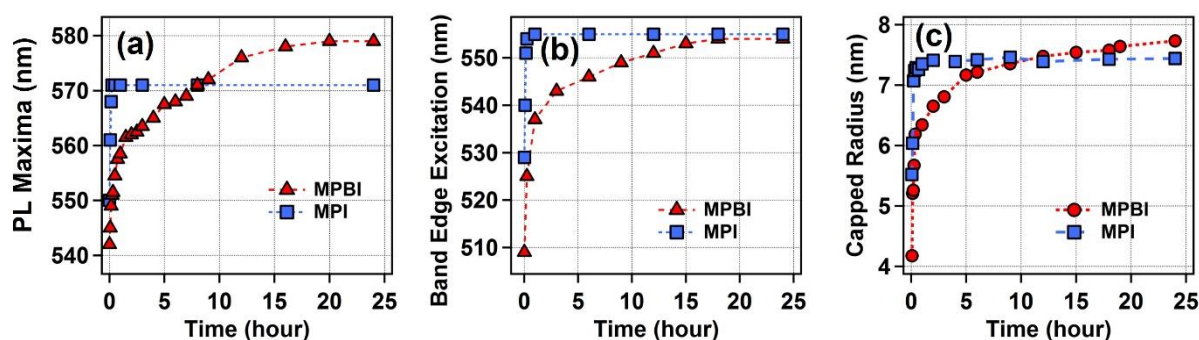 PL Maxima (nm)
580
570
560
550
540
(a)
MPBI
MPI
0 5 10 15 20 25
Time (hour)
Band Edge Excitation (nm)
550
540
530
520
510
(b)
MPBI
MPI
0 5 10 15 20 25
Time (hour)
Capped Radius (nm)
8
7
6
5
4
(c)
MPBI
MPI
0 5 10 15 20 25
Time (hour)